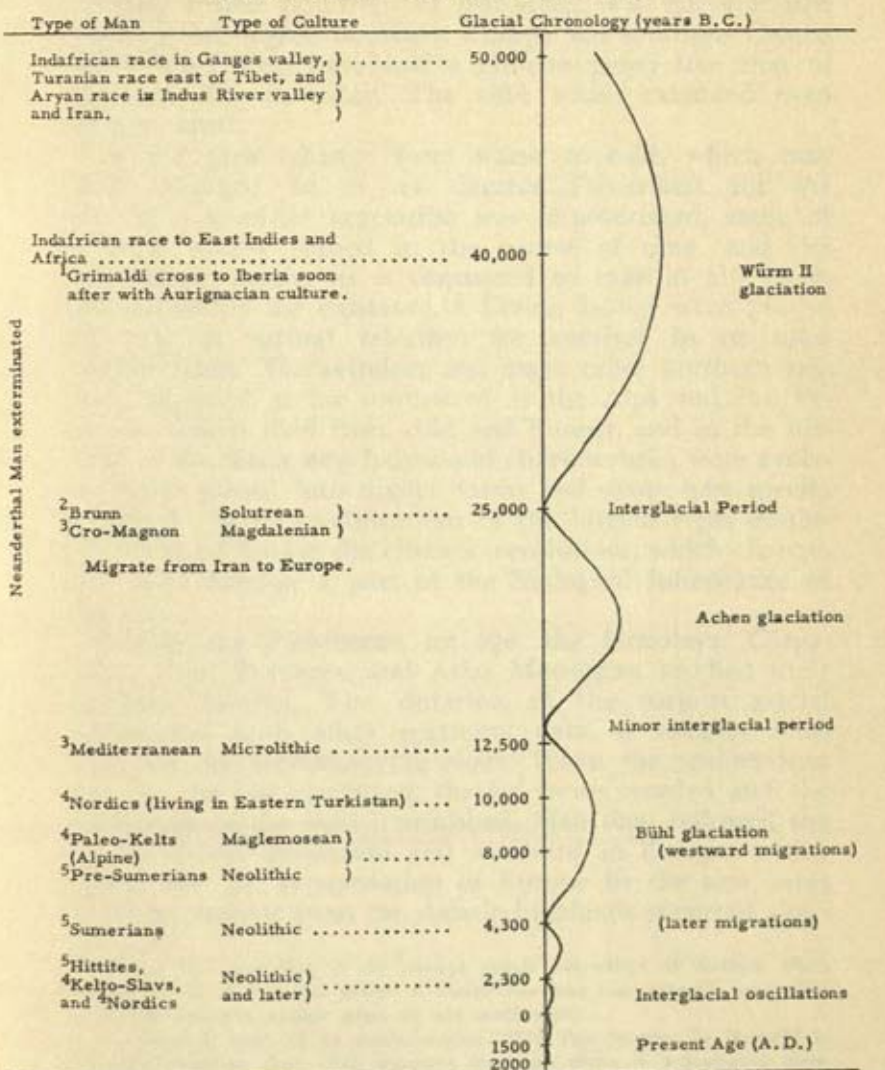 Type of Man Type of Culture Glacial Chronology (years B.C.)
Indafrican race in Ganges valley, ) .......... 50,000
Turanian race east of Tibet, and )
Aryan race in Indus River valley )
and Iran. )
Indafrican race to East Indies and
Africa .................................... 40,000
1Grimaldi cross to Iberia soon
after with Aurignacian culture.
Würm II
glaciation
Neanderthal Man exterminated
2Brunn Solutrean ) .......... 25,000 Interglacial Period
3Cro-Magnon Magdalenian )
Migrate from Iran to Europe.
Achen glaciation
Minor interglacial period
3Mediterranean Microlithic ............ 12,500
4Nordics (living in Eastern Turkistan) .... 10,000
4Paleo-Kelts Maglemosean)
(Alpine) ) ......... 8,000
5Pre-Sumerians Neolithic )
Bühl glaciation
(westward migrations)
5Sumerians Neolithic .............. 4,300 (later migrations)
5Hittites,
4Kelto-Slavs, Neolithic) ............ 2,300
and 4Nordics and later)
Interglacial oscillations
0
1500 Present Age (A.D.)
2000